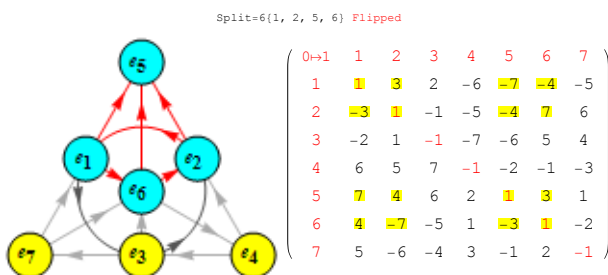 Split=6{1, 2, 5, 6} Flipped
0↦1 1 2 3 4 5 6 7
1 1 3 2 −6 −7 −4 −5
2 −3 1 −1 −5 −4 7 6
3 −2 1 −1 −7 −6 5 4
4 6 5 7 −1 −2 −1 −3
5 7 4 6 2 1 3 1
6 4 −7 −5 1 −3 1 −2
7 5 −6 −4 3 −1 2 −1
e5
e1
e2
e6
e7
e3
e4